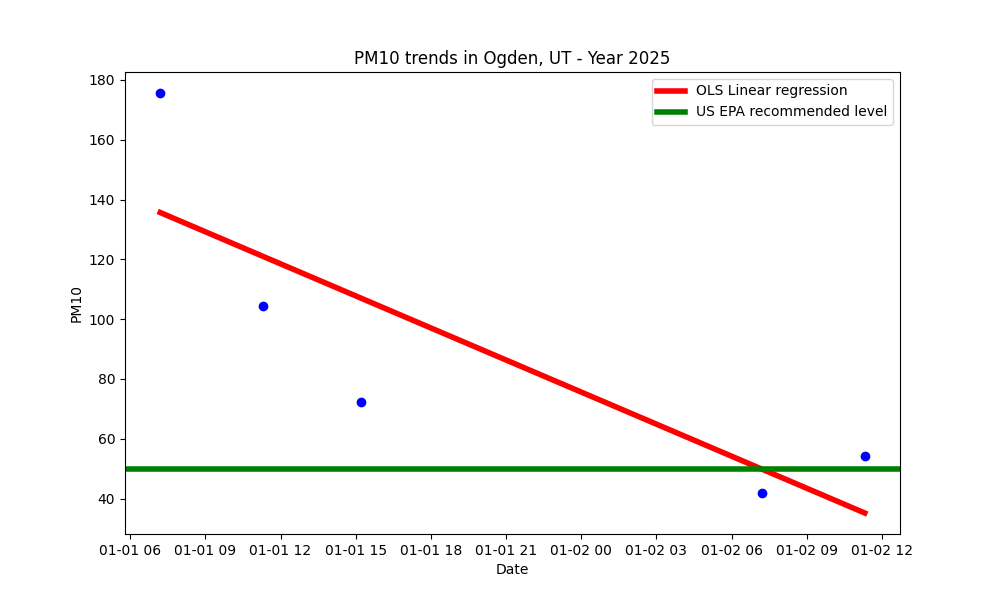 PM10 trends in Ogden, UT - Year 2025
OLS Linear regression
US EPA recommended level
180
160
140
120
100
80
60
40
PM10
01-01 06 01-01 09 01-01 12 01-01 15 01-01 18 01-01 21 01-02 00 01-02 03 01-02 06 01-02 09 01-02 12
Date